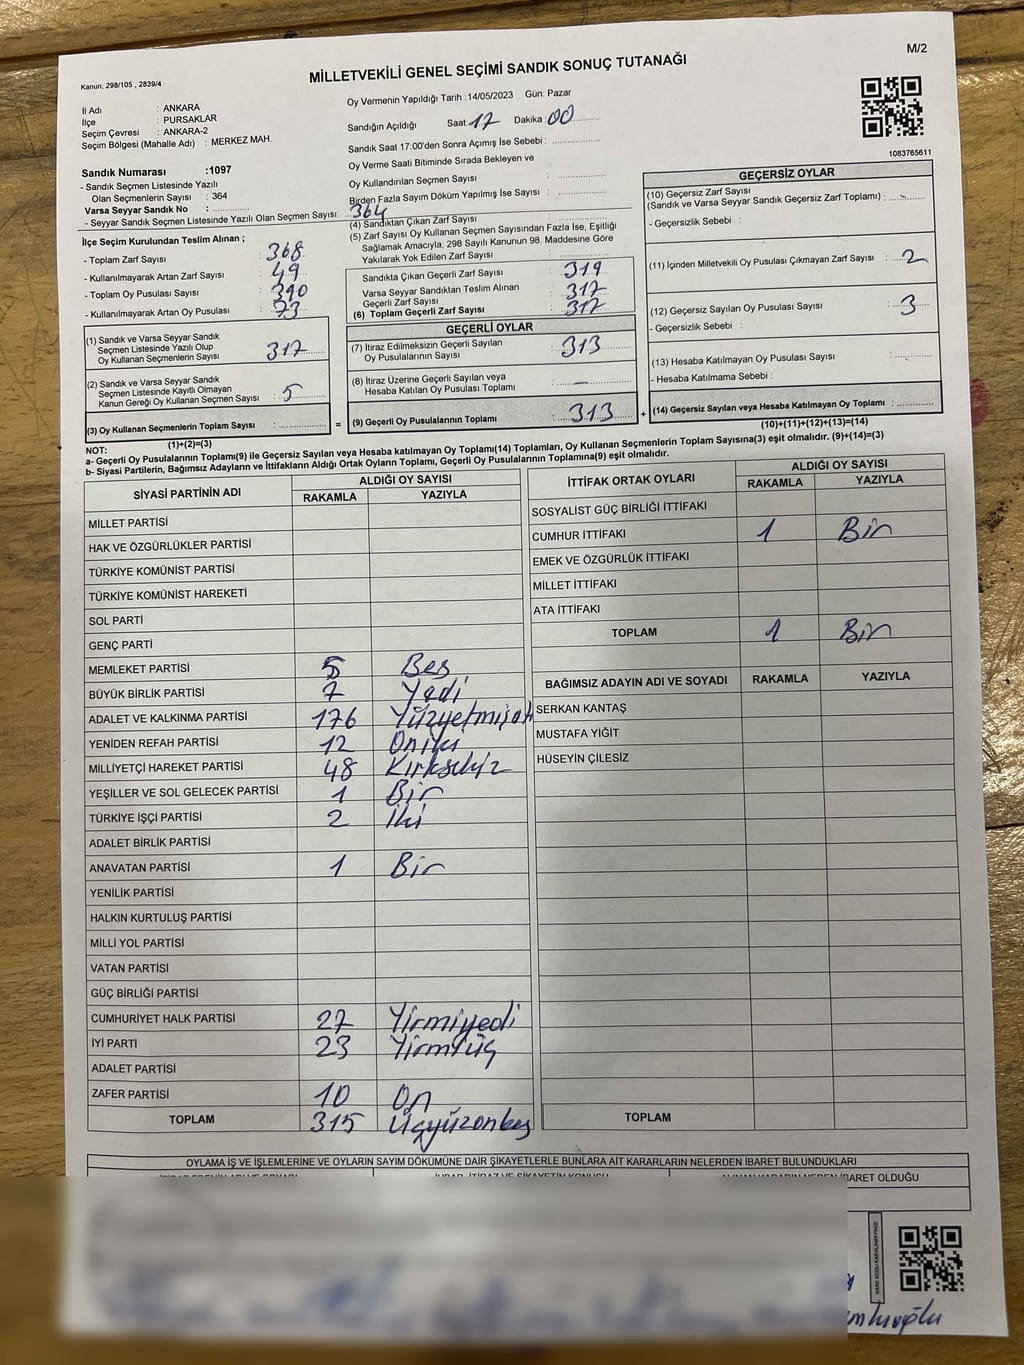 M/2
Kanun; 298/105 , 2839/4
MİLLETVEKİLİ GENEL SEÇİMİ SANDIK SONUÇ TUTANAĞI
İl Adı : ANKARA
İlçe : PURSAKLAR
Seçim Çevresi : ANKARA-2
Seçim Bölgesi (Mahalle Adı) : MERKEZ MAH.
Sandık Numarası :1097
- Sandık Seçmen Listesinde Yazılı
Olan Seçmenlerin Sayısı : 364
Varsa Seyyar Sandık No :
- Seyyar Sandık Seçmen Listesinde Yazılı Olan Seçmen Sayısı: 364
Oy Vermenin Yapıldığı Tarih :14/05/2023 Gün: Pazar
Sandığın Açıldığı Saat: 17 Dakika: 00
Sandık Saat 17:00'den Sonra Açımış İse Sebebi :
Oy Verme Saati Bitiminde Sırada Bekleyen ve
Oy Kullandırılan Seçmen Sayısı :
Birden Fazla Sayım Döküm Yapılmış İse Sayısı :
1083765611
İlçe Seçim Kurulundan Teslim Alınan ;
- Toplam Zarf Sayısı : 368
- Kullanılmayarak Artan Zarf Sayısı : 49
- Toplam Oy Pusulası Sayısı : 390
- Kullanılmayarak Artan Oy Pusulası : 73
(1) Sandık ve Varsa Seyyar Sandık
Seçmen Listesinde Yazılı Olup
Oy Kullanan Seçmenlerin Sayısı : 317
(2) Sandık ve Varsa Seyyar Sandık
Seçmen Listesinde Kayıtlı Olmayan
Kanun Gereği Oy Kullanan Seçmen Sayısı : 5
(3) Oy Kullanan Seçmenlerin Toplam Sayısı :
(1)+(2)=(3)
(4) Sandıktan Çıkan Zarf Sayısı :
(5) Zarf Sayısı Oy Kullanan Seçmen Sayısından Fazla İse, Eşitliği
Sağlamak Amacıyla, 298 Sayılı Kanunun 98. Maddesine Göre
Yakılarak Yok Edilen Zarf Sayısı :
Sandıkta Çıkan Geçerli Zarf Sayısı : 319
Varsa Seyyar Sandıktan Teslim Alınan
Geçerli Zarf Sayısı : 317
(6) Toplam Geçerli Zarf Sayısı : 317
GEÇERLİ OYLAR
(7) İtiraz Edilmeksizin Geçerli Sayılan
Oy Pusulalarının Sayısı : 313
(8) İtiraz Üzerine Geçerli Sayılan veya
Hesaba Katılan Oy Pusulası Toplamı : —
= (9) Geçerli Oy Pusulalarının Toplamı : 313 +
GEÇERSİZ OYLAR
(10) Geçersiz Zarf Sayısı
(Sandık ve Varsa Seyyar Sandık Geçersiz Zarf Toplamı) :
- Geçersizlik Sebebi :
(11) İçinden Milletvekili Oy Pusulası Çıkmayan Zarf Sayısı : 2
(12) Geçersiz Sayılan Oy Pusulası Sayısı : 3
- Geçersizlik Sebebi :
(13) Hesaba Katılmayan Oy Pusulası Sayısı :
- Hesaba Katılmama Sebebi :
(14) Geçersiz Sayılan veya Hesaba Katılmayan Oy Toplamı :
(10)+(11)+(12)+(13)=(14)
NOT:
a- Geçerli Oy Pusulalarının Toplamı(9) ile Geçersiz Sayılan veya Hesaba katılmayan Oy Toplamı(14) Toplamları, Oy Kullanan Seçmenlerin Toplam Sayısına(3) eşit olmalıdır. (9)+(14)=(3)
b- Siyasi Partilerin, Bağımsız Adayların ve İttifakların Aldığı Ortak Oyların Toplamı, Geçerli Oy Pusulalarının Toplamına(9) eşit olmalıdır.
SİYASİ PARTİNİN ADI ALDIĞI OY SAYISI
RAKAMLA YAZIYLA
MİLLET PARTİSİ
HAK VE ÖZGÜRLÜKLER PARTİSİ
TÜRKİYE KOMÜNİST PARTİSİ
TÜRKİYE KOMÜNİST HAREKETİ
SOL PARTİ
GENÇ PARTİ
MEMLEKET PARTİSİ 5 Beş
BÜYÜK BİRLİK PARTİSİ 7 Yedi
ADALET VE KALKINMA PARTİSİ 176 Yüzyetmişaltı
YENİDEN REFAH PARTİSİ 12 Oniki
MİLLİYETÇİ HAREKET PARTİSİ 48 Kırksekiz
YEŞİLLER VE SOL GELECEK PARTİSİ 1 Bir
TÜRKİYE İŞÇİ PARTİSİ 2 İki
ADALET BİRLİK PARTİSİ
ANAVATAN PARTİSİ 1 Bir
YENİLİK PARTİSİ
HALKIN KURTULUŞ PARTİSİ
MİLLİ YOL PARTİSİ
VATAN PARTİSİ
GÜÇ BİRLİĞİ PARTİSİ
CUMHURİYET HALK PARTİSİ 27 Yirmiyedi
İYİ PARTİ 23 Yirmiüç
ADALET PARTİSİ
ZAFER PARTİSİ 10 On
TOPLAM 315 Üçyüzonbeş
İTTİFAK ORTAK OYLARI ALDIĞI OY SAYISI
RAKAMLA YAZIYLA
SOSYALIST GÜÇ BİRLİĞİ İTTİFAKI
CUMHUR İTTİFAKI 1 Bir
EMEK VE ÖZGÜRLÜK İTTİFAKI
MİLLET İTTİFAKI
ATA İTTİFAKI
TOPLAM 1 Bir
BAĞIMSIZ ADAYIN ADI VE SOYADI RAKAMLA YAZIYLA
SERKAN KANTAŞ
MUSTAFA YİĞİT
HÜSEYİN ÇİLESİZ
TOPLAM
OYLAMA İŞ VE İŞLEMLERINE VE OYLARIN SAYIM DÖKÜMÜNE DAİR ŞİKAYETLERLE BUNLARA AİT KARARLARIN NELERDEN İBARET BULUNDUKLARI
KARE KODU KARALAMAYINIZ!